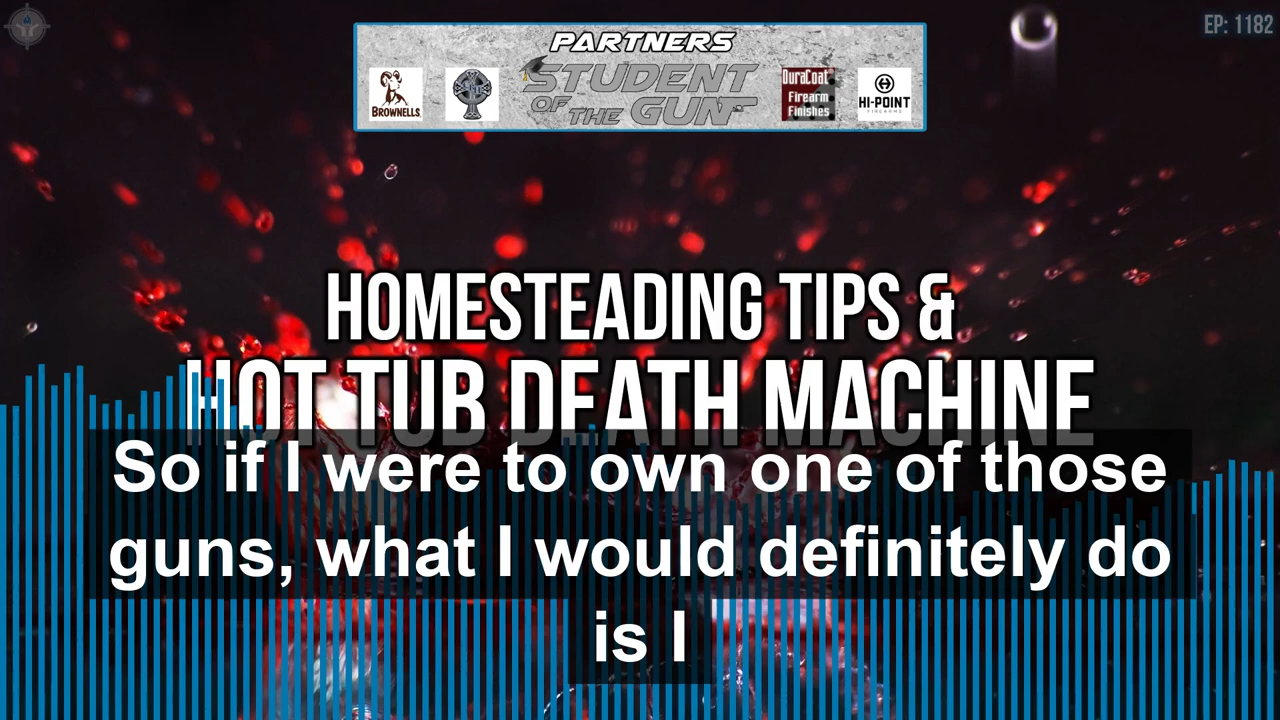 EP: 1182
PARTNERS
BROWNELLS
STUDENT
OF THE GUN
DuraCoat
Firearm
Finishes
HI-POINT
FIREARMS
HOMESTEADING TIPS &
HOT TUB DEATH MACHINE
So if I were to own one of those
guns, what I would definitely do
is I